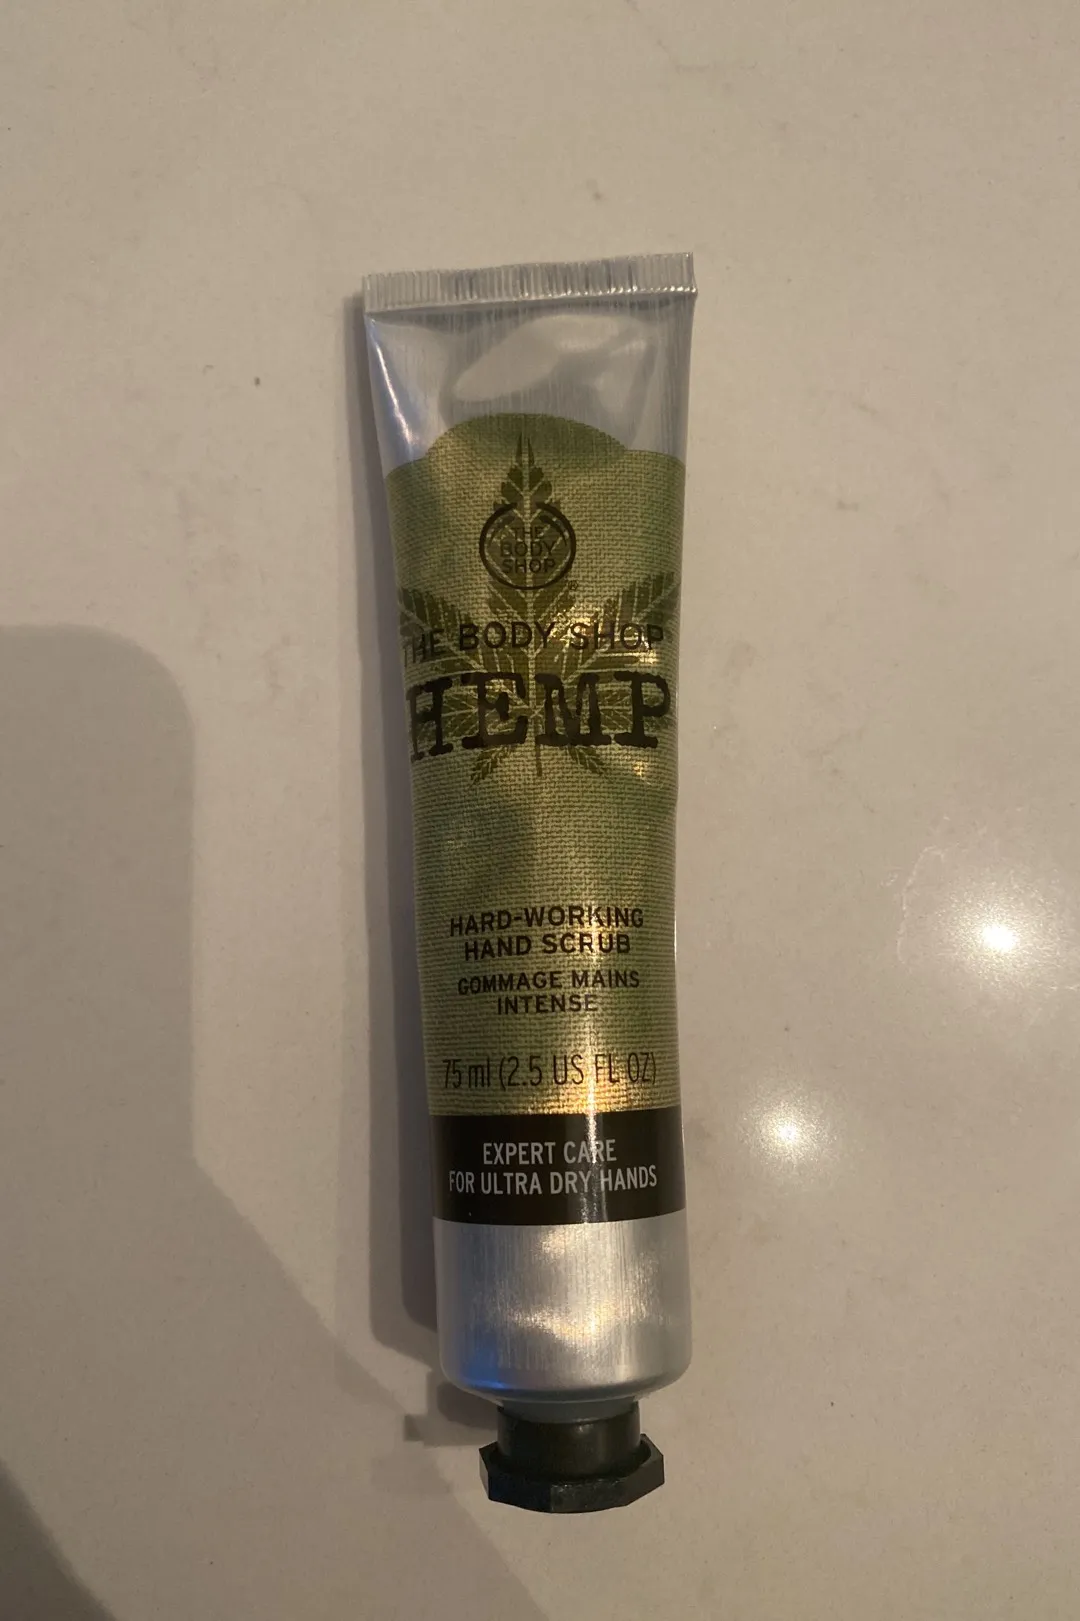 THE
BODY
SHOP
®
THE BODY SHOP
HEMP
HARD-WORKING
HAND SCRUB
GOMMAGE MAINS
INTENSE
75 ml (2.5 US FL OZ)
EXPERT CARE
FOR ULTRA DRY HANDS